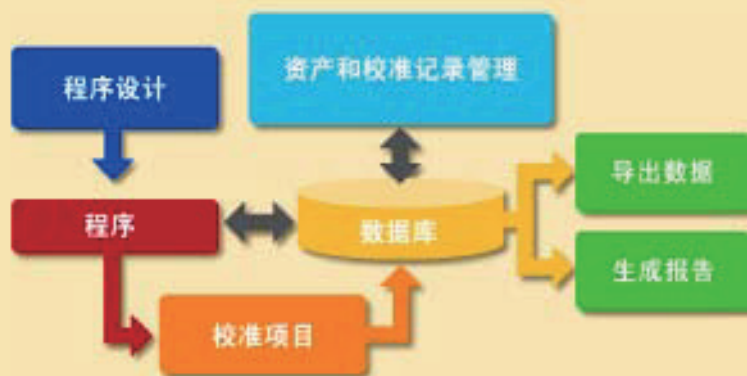 程序设计
资产和校准记录管理
导出数据
程序
数据库
生成报告
校准项目